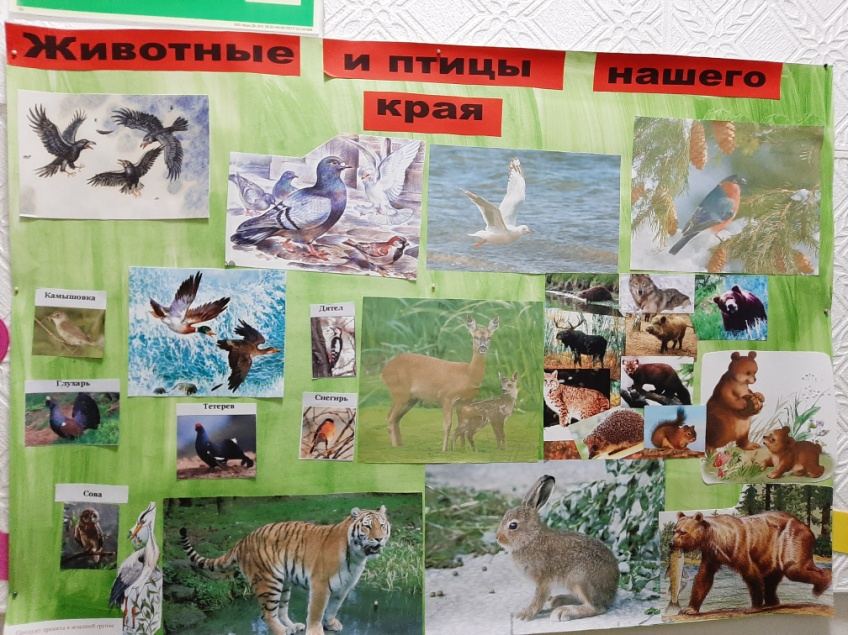 Животные и птицы нашего
края
Камышовка
Дятел
Глухарь
Снегирь
Тетерев
Сова